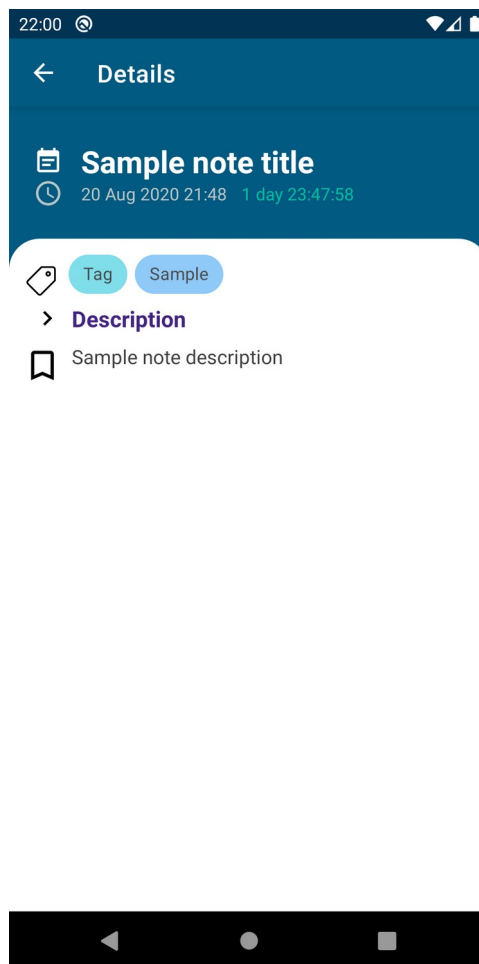 22:00
Details
Sample note title
20 Aug 2020 21:48 1 day 23:47:58
Tag Sample
Description
Sample note description